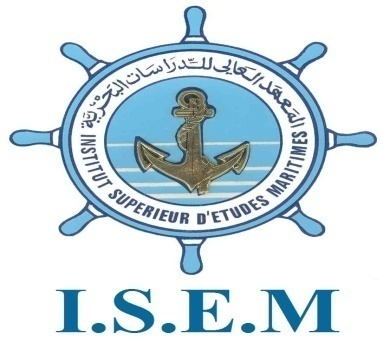 المعهد العالي للدراسات البحرية
INSTITUT SUPERIEUR D'ETUDES MARITIMES
I.S.E.M